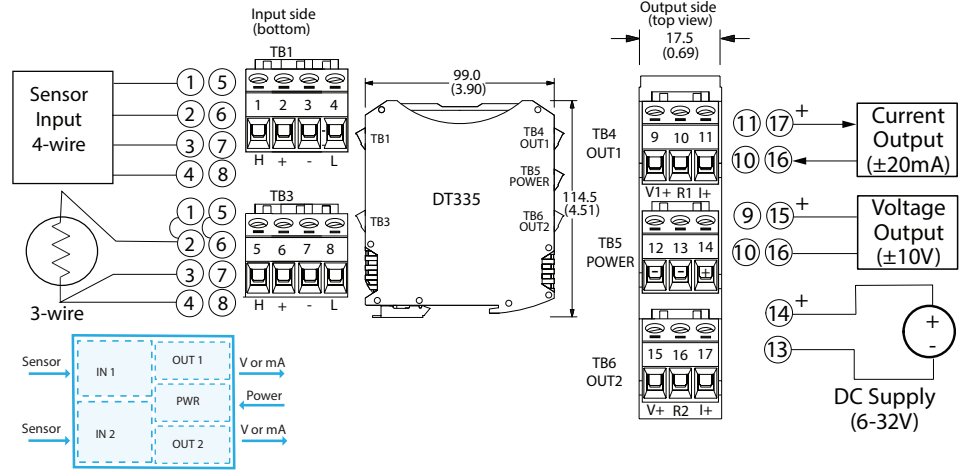 Input side
(bottom)
TB1
Sensor
Input
4-wire
1 5
2 6
3 7
4 8
1 2 3 4
H + - L
3-wire
1 5
2 6
3 7
4 8
TB3
5 6 7 8
H + - L
99.0
(3.90)
TB1
TB3
DT335
TB4
OUT1
TB5
POWER
TB6
OUT2
114.5
(4.51)
Output side
(top view)
17.5
(0.69)
TB4
OUT1
9 10 11
V1+ R1 I+
TB5
POWER
12 13 14
- - +
TB6
OUT2
15 16 17
V+ R2 I+
11 17 +
10 16
Current
Output
(±20mA)
9 15 +
10 16
Voltage
Output
(±10V)
14 +
13
+
-
DC Supply
(6-32V)
Sensor
IN 1
OUT 1
V or mA
PWR
Power
Sensor
IN 2
OUT 2
V or mA